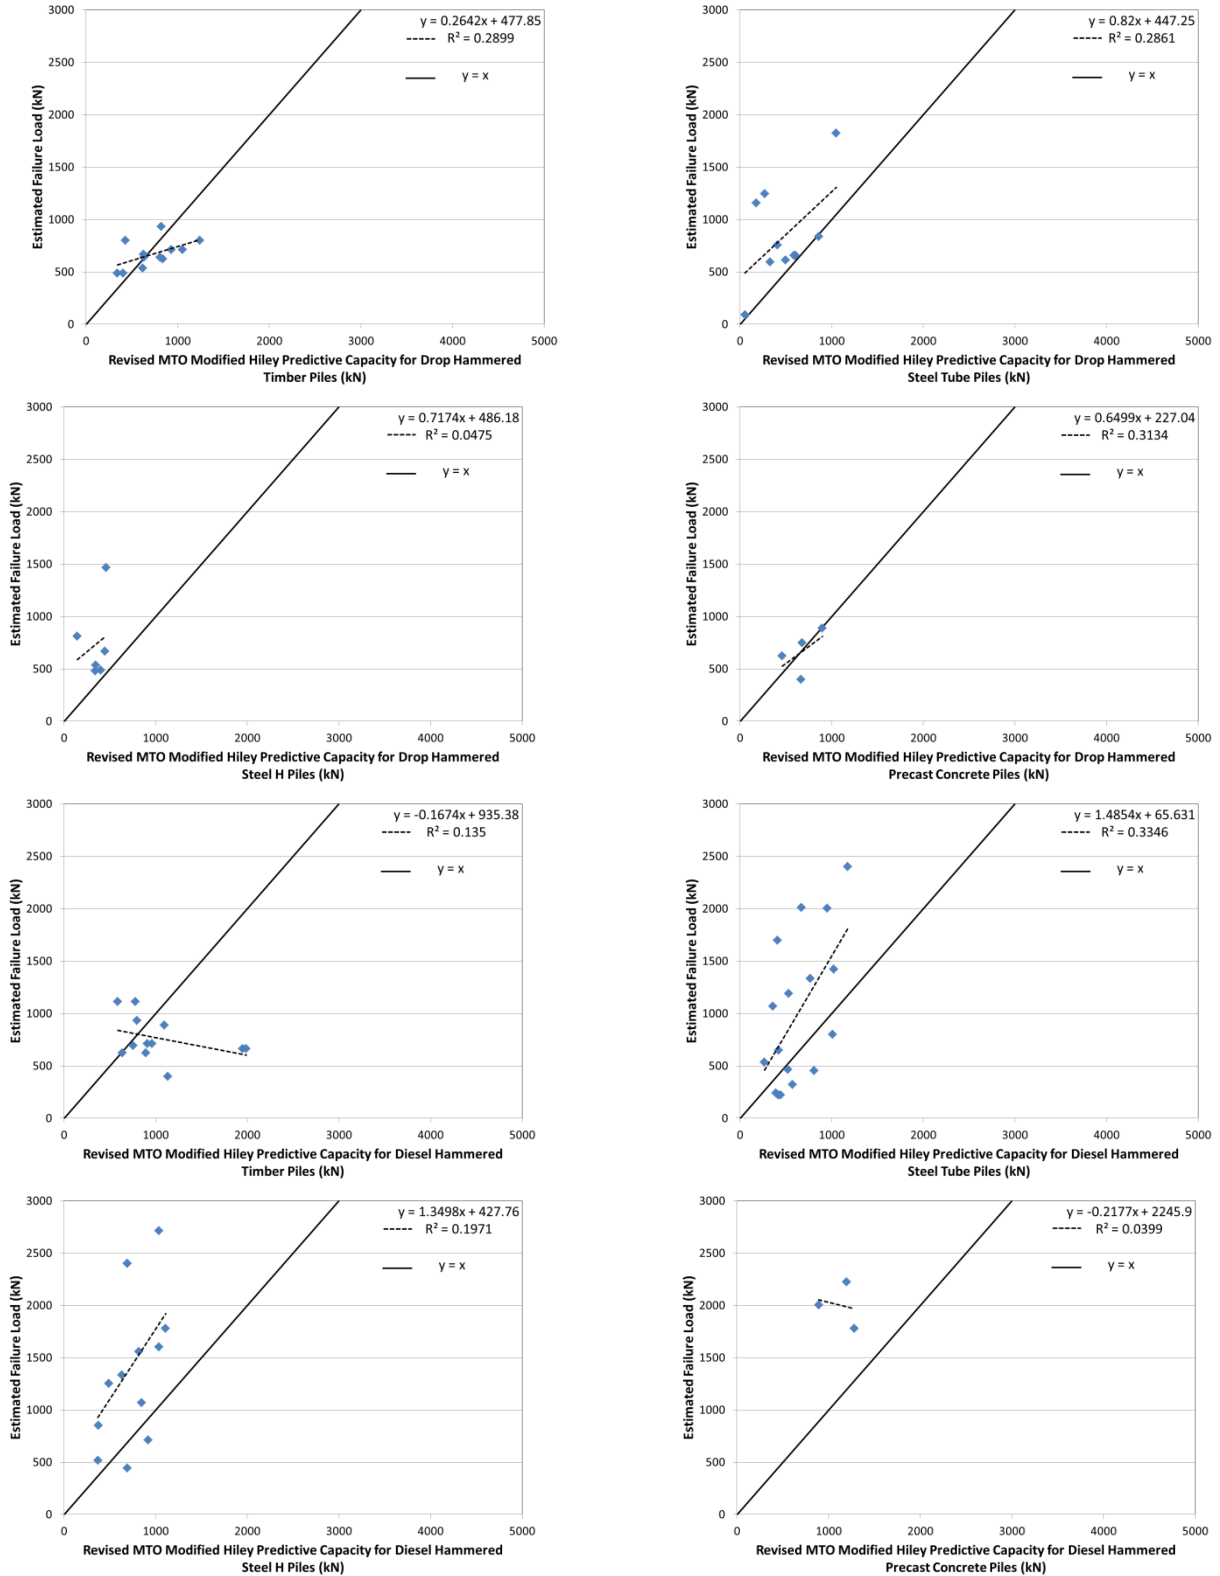 3000
2500
2000
1500
1000
500
0
Estimated Failure Load (kN)
y = 0.2642x + 477.85
R² = 0.2899
y = x
0 1000 2000 3000 4000 5000
Revised MTO Modified Hiley Predictive Capacity for Drop Hammered
Timber Piles (kN)
3000
2500
2000
1500
1000
500
0
Estimated Failure Load (kN)
y = 0.82x + 447.25
R² = 0.2861
y = x
0 1000 2000 3000 4000 5000
Revised MTO Modified Hiley Predictive Capacity for Drop Hammered
Steel Tube Piles (kN)
3000
2500
2000
1500
1000
500
0
Estimated Failure Load (kN)
y = 0.7174x + 486.18
R² = 0.0475
y = x
0 1000 2000 3000 4000 5000
Revised MTO Modified Hiley Predictive Capacity for Drop Hammered
Steel H Piles (kN)
3000
2500
2000
1500
1000
500
0
Estimated Failure Load (kN)
y = 0.6499x + 227.04
R² = 0.3134
y = x
0 1000 2000 3000 4000 5000
Revised MTO Modified Hiley Predictive Capacity for Drop Hammered
Precast Concrete Piles (kN)
3000
2500
2000
1500
1000
500
0
Estimated Failure Load (kN)
y = -0.1674x + 935.38
R² = 0.135
y = x
0 1000 2000 3000 4000 5000
Revised MTO Modified Hiley Predictive Capacity for Diesel Hammered
Timber Piles (kN)
3000
2500
2000
1500
1000
500
0
Estimated Failure Load (kN)
y = 1.4854x + 65.631
R² = 0.3346
y = x
0 1000 2000 3000 4000 5000
Revised MTO Modified Hiley Predictive Capacity for Diesel Hammered
Steel Tube Piles (kN)
3000
2500
2000
1500
1000
500
0
Estimated Failure Load (kN)
y = 1.3498x + 427.76
R² = 0.1971
y = x
0 1000 2000 3000 4000 5000
Revised MTO Modified Hiley Predictive Capacity for Diesel Hammered
Steel H Piles (kN)
3000
2500
2000
1500
1000
500
0
Estimated Failure Load (kN)
y = -0.2177x + 2245.9
R² = 0.0399
y = x
0 1000 2000 3000 4000 5000
Revised MTO Modified Hiley Predictive Capacity for Diesel Hammered
Precast Concrete Piles (kN)